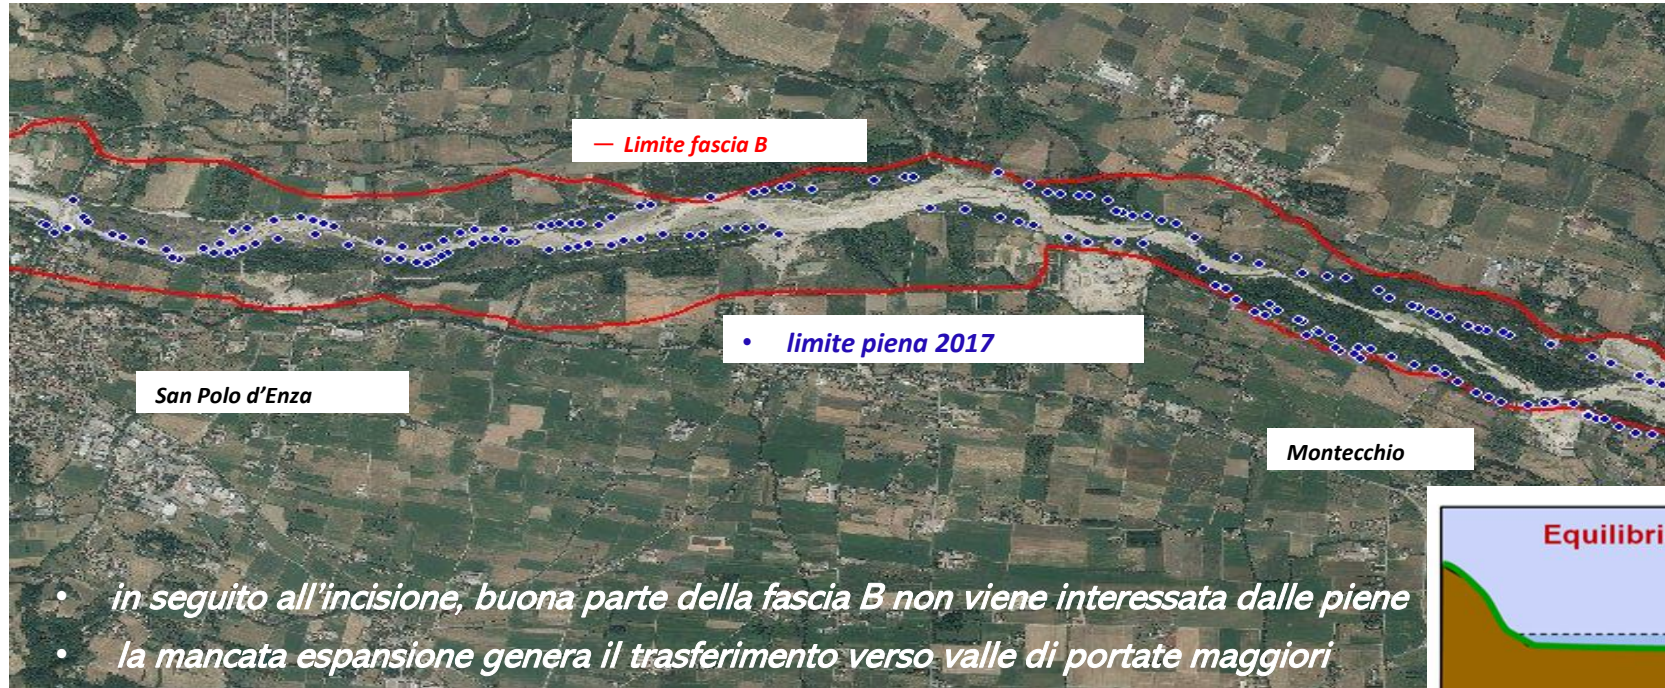 — Limite fascia B
• limite piena 2017
San Polo d'Enza
Montecchio
Equilibri
• in seguito all'incisione, buona parte della fascia B non viene interessata dalle piene
• la mancata espansione genera il trasferimento verso valle di portate maggiori